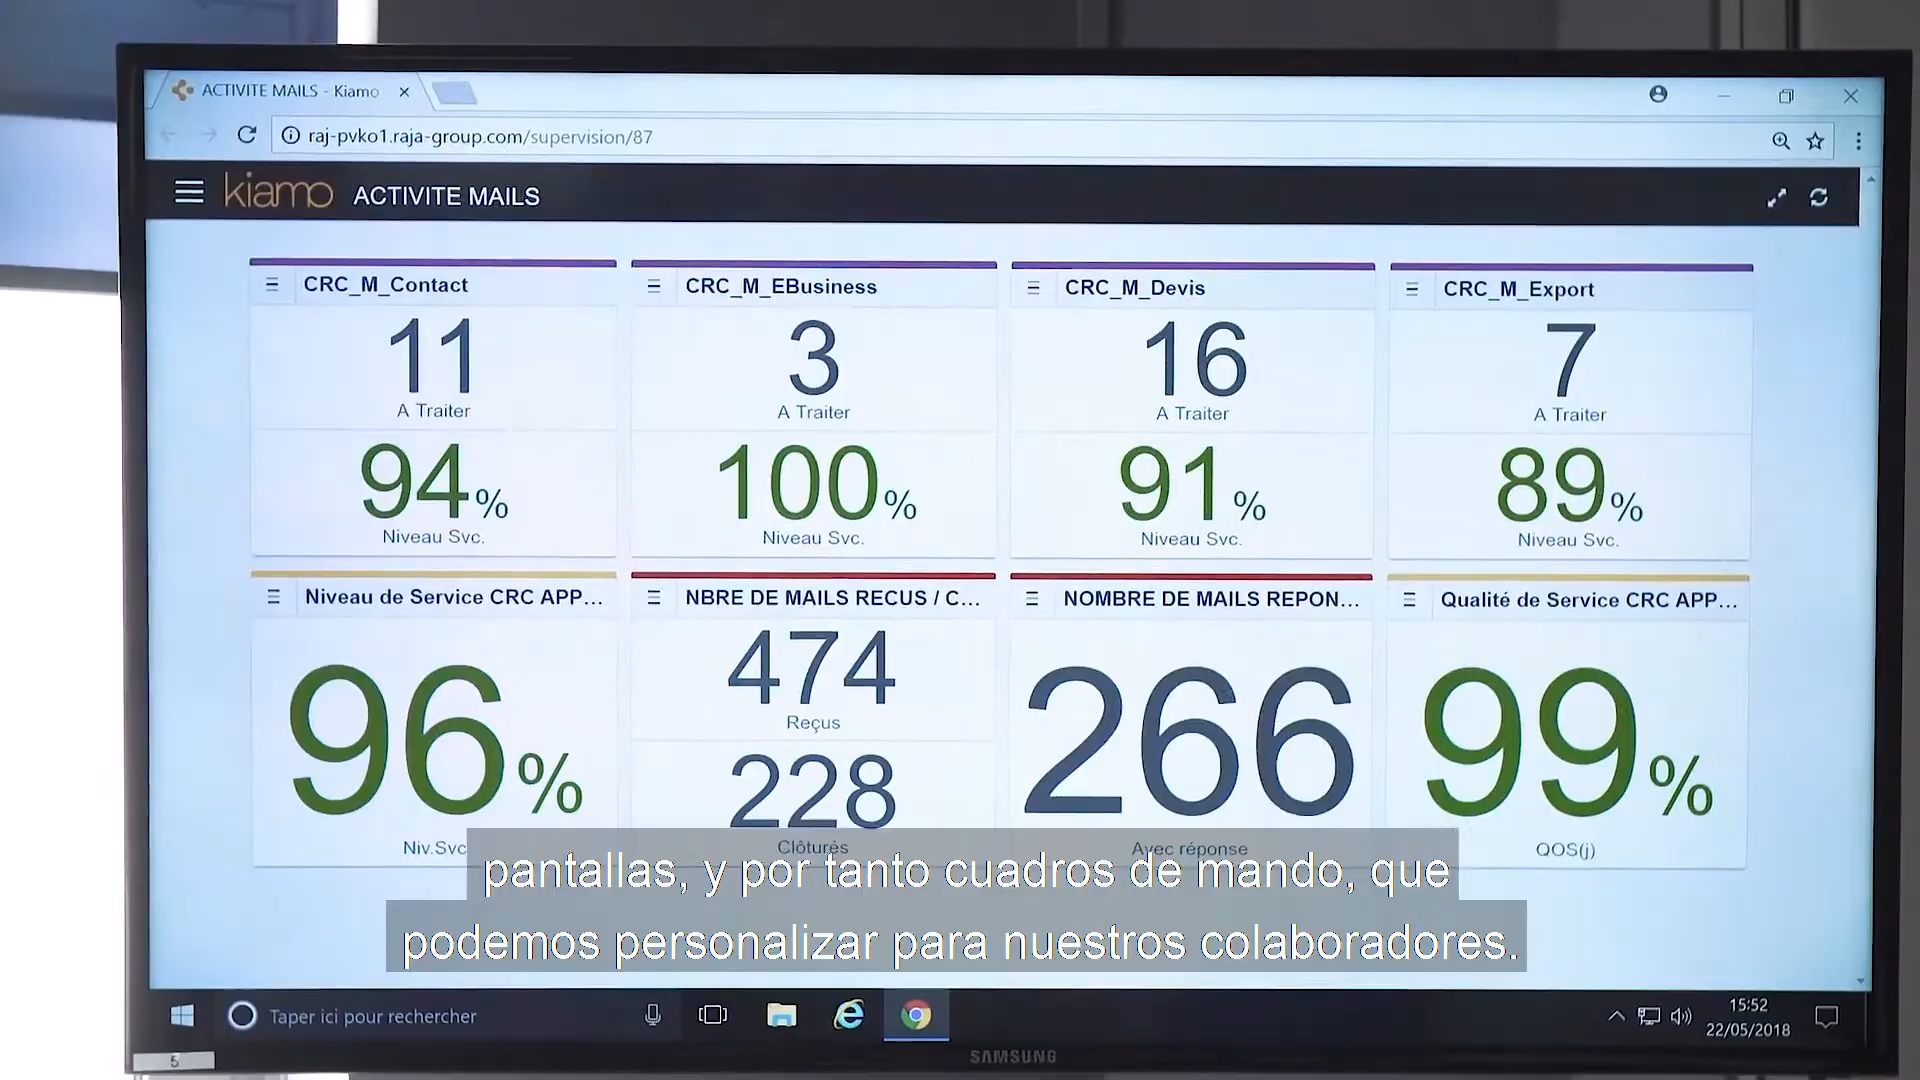 ACTIVITE MAILS - Kiamo
raj-pvko1.raja-group.com/supervision/87
kiamo ACTIVITE MAILS
CRC_M_Contact
11
A Traiter
94%
Niveau Svc.
CRC_M_EBusiness
3
A Traiter
100%
Niveau Svc.
CRC_M_Devis
16
A Traiter
91%
Niveau Svc.
CRC_M_Export
7
A Traiter
89%
Niveau Svc.
Niveau de Service CRC APP...
96%
Niv.Svc
NBRE DE MAILS RECUS / C...
474
Reçus
228
Clôturés
NOMBRE DE MAILS REPON...
266
Avec réponse
Qualité de Service CRC APP...
99%
QOS(j)
pantallas, y por tanto cuadros de mando, que
podemos personalizar para nuestros colaboradores.
Taper ici pour rechercher
15:52
22/05/2018
5
SAMSUNG